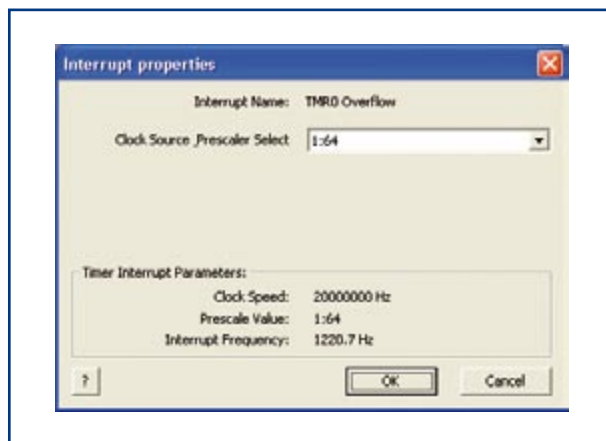 Interrupt properties
Interrupt Name: TMR0 Overflow
Clock Source ,Prescaler Select 1:64
Timer Interrupt Parameters:
Clock Speed: 20000000 Hz
Prescale Value: 1:64
Interrupt Frequency: 1220.7 Hz
? OK Cancel